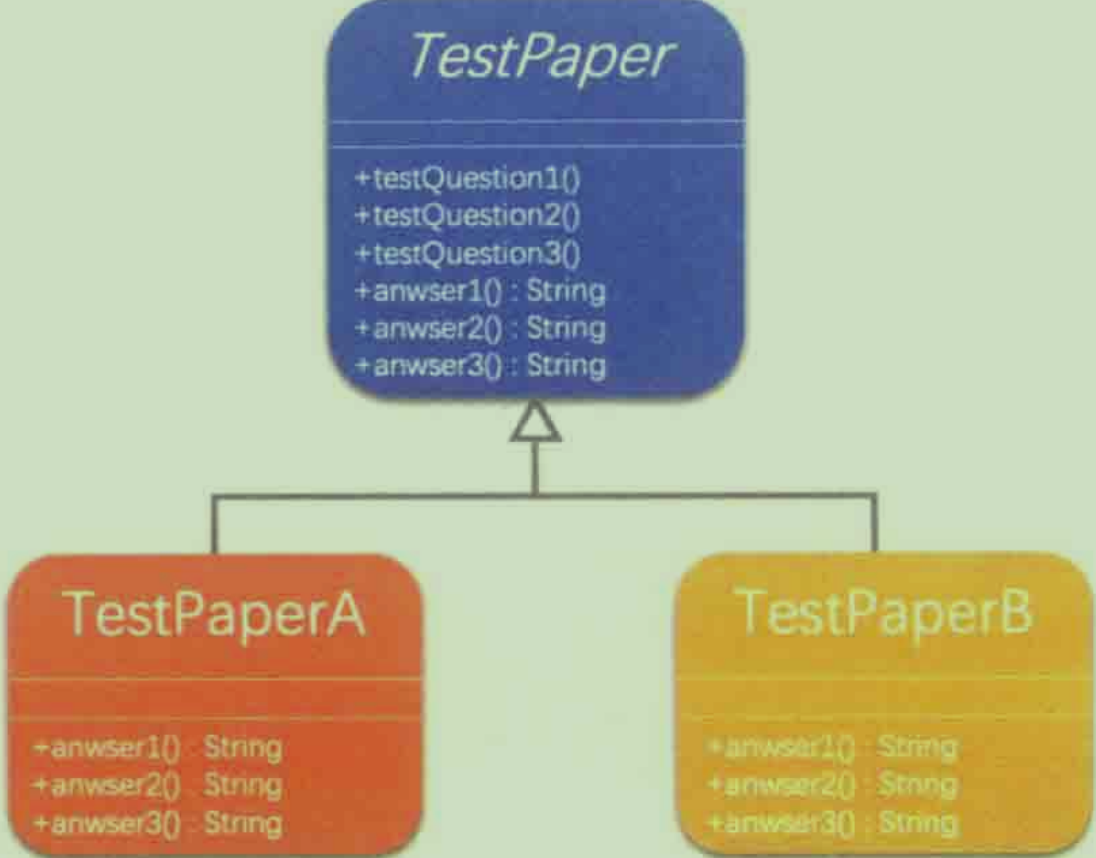 TestPaper
+testQuestion1()
+testQuestion2()
+testQuestion3()
+anwser1() : String
+anwser2() : String
+anwser3() : String
TestPaperA
+anwser1() : String
+anwser2() : String
+anwser3() : String
TestPaperB
+anwser1() : String
+anwser2() : String
+anwser3() : String